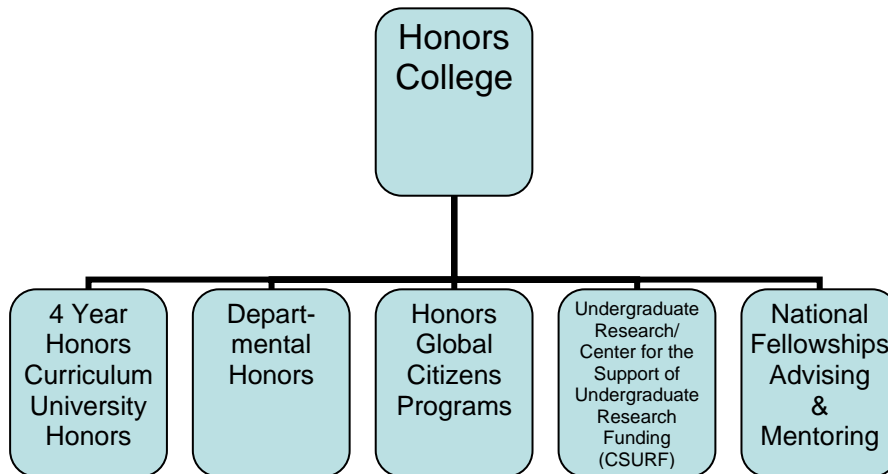 Honors
College
4 Year
Honors
Curriculum
University
Honors
Depart-
mental
Honors
Honors
Global
Citizens
Programs
Undergraduate
Research/
Center for the
Support of
Undergraduate
Research
Funding
(CSURF)
National
Fellowships
Advising
&
Mentoring